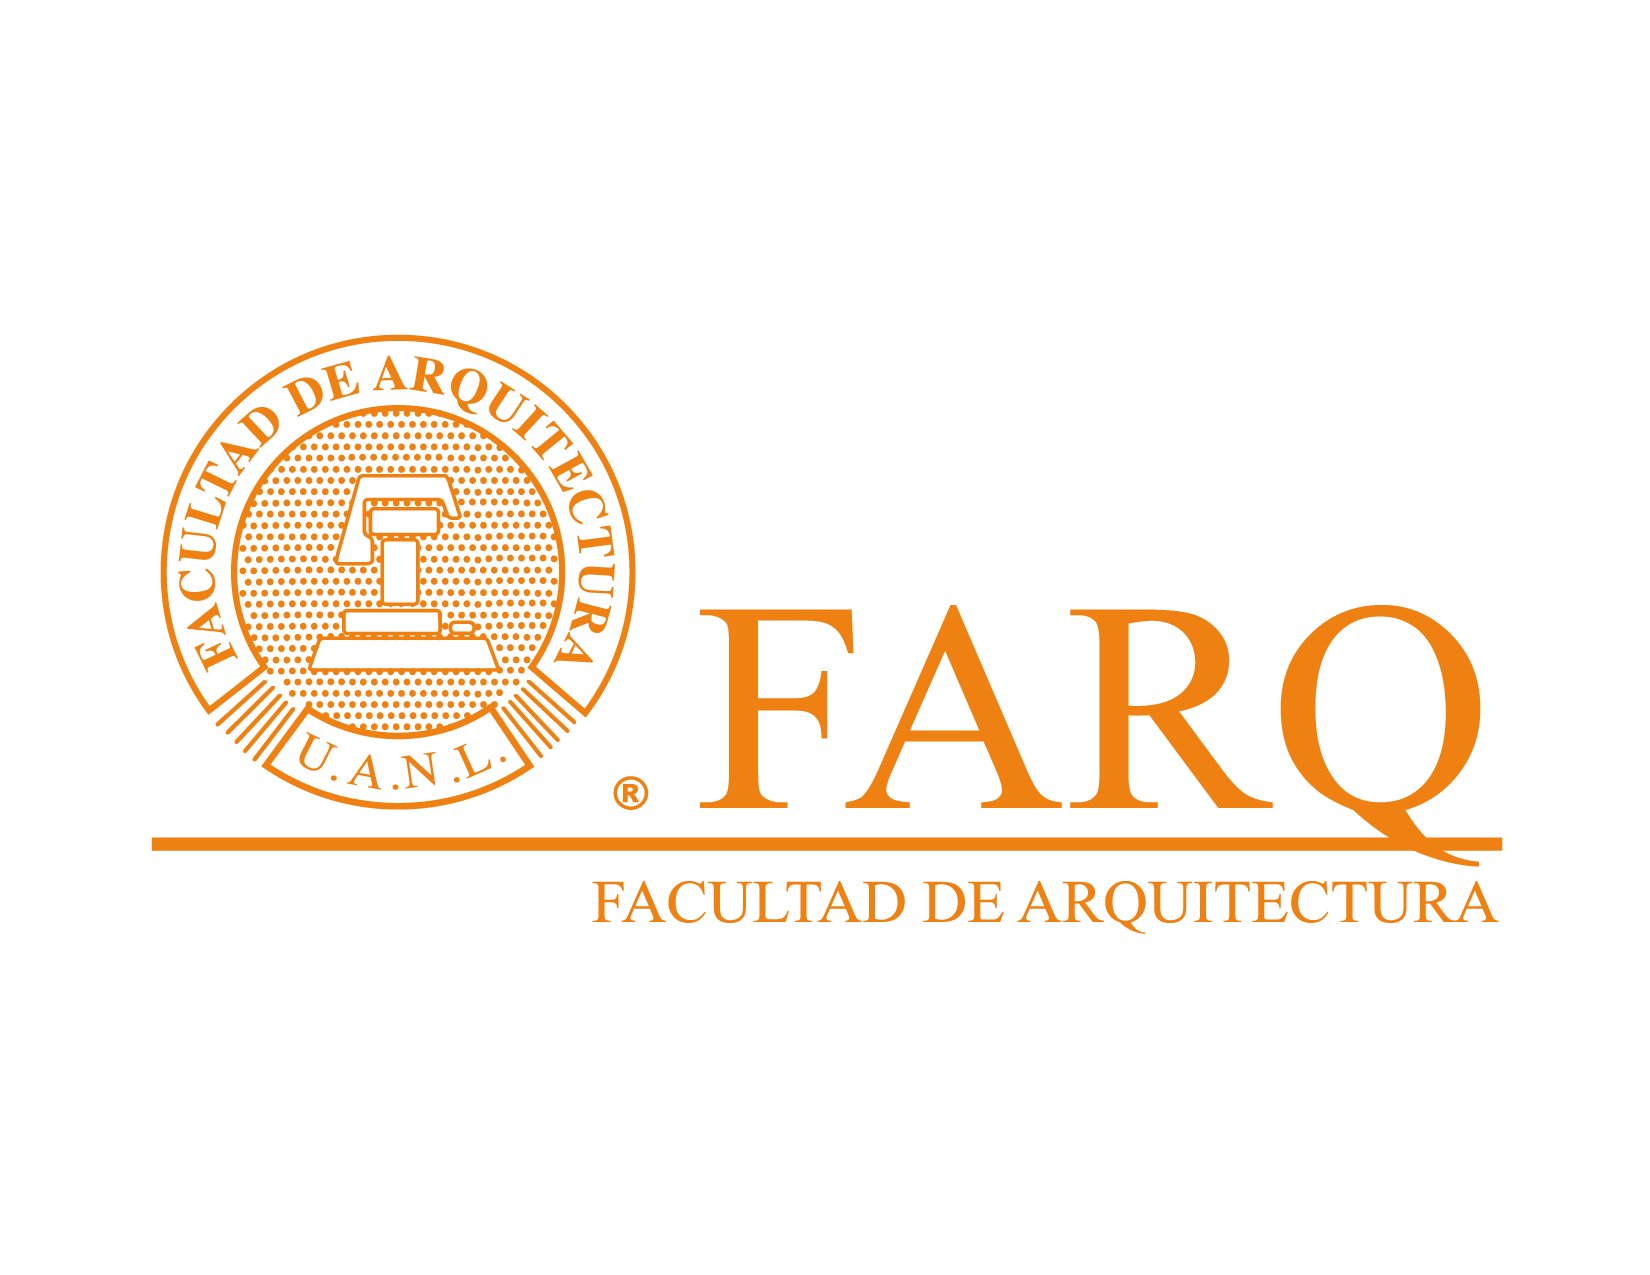 FACULTAD DE ARQUITECTURA
U.A.N.L.
® FARQ
FACULTAD DE ARQUITECTURA